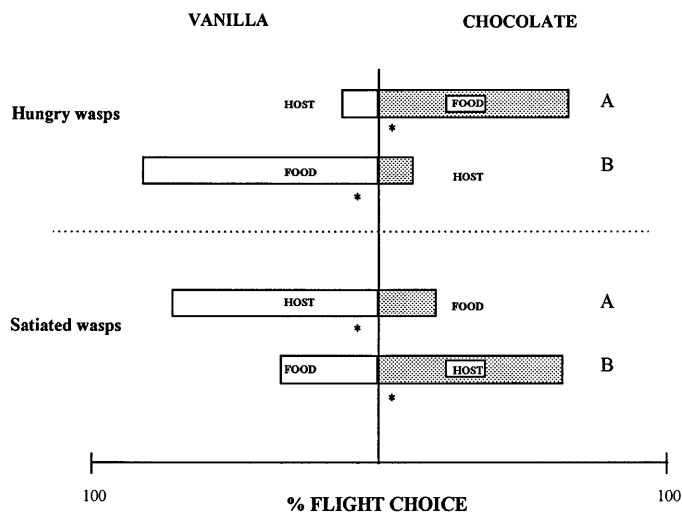 VANILLA CHOCOLATE
HOST FOOD A
Hungry wasps
*
FOOD HOST B
*
HOST FOOD A
Satiated wasps
*
FOOD HOST B
*
100 100
% FLIGHT CHOICE